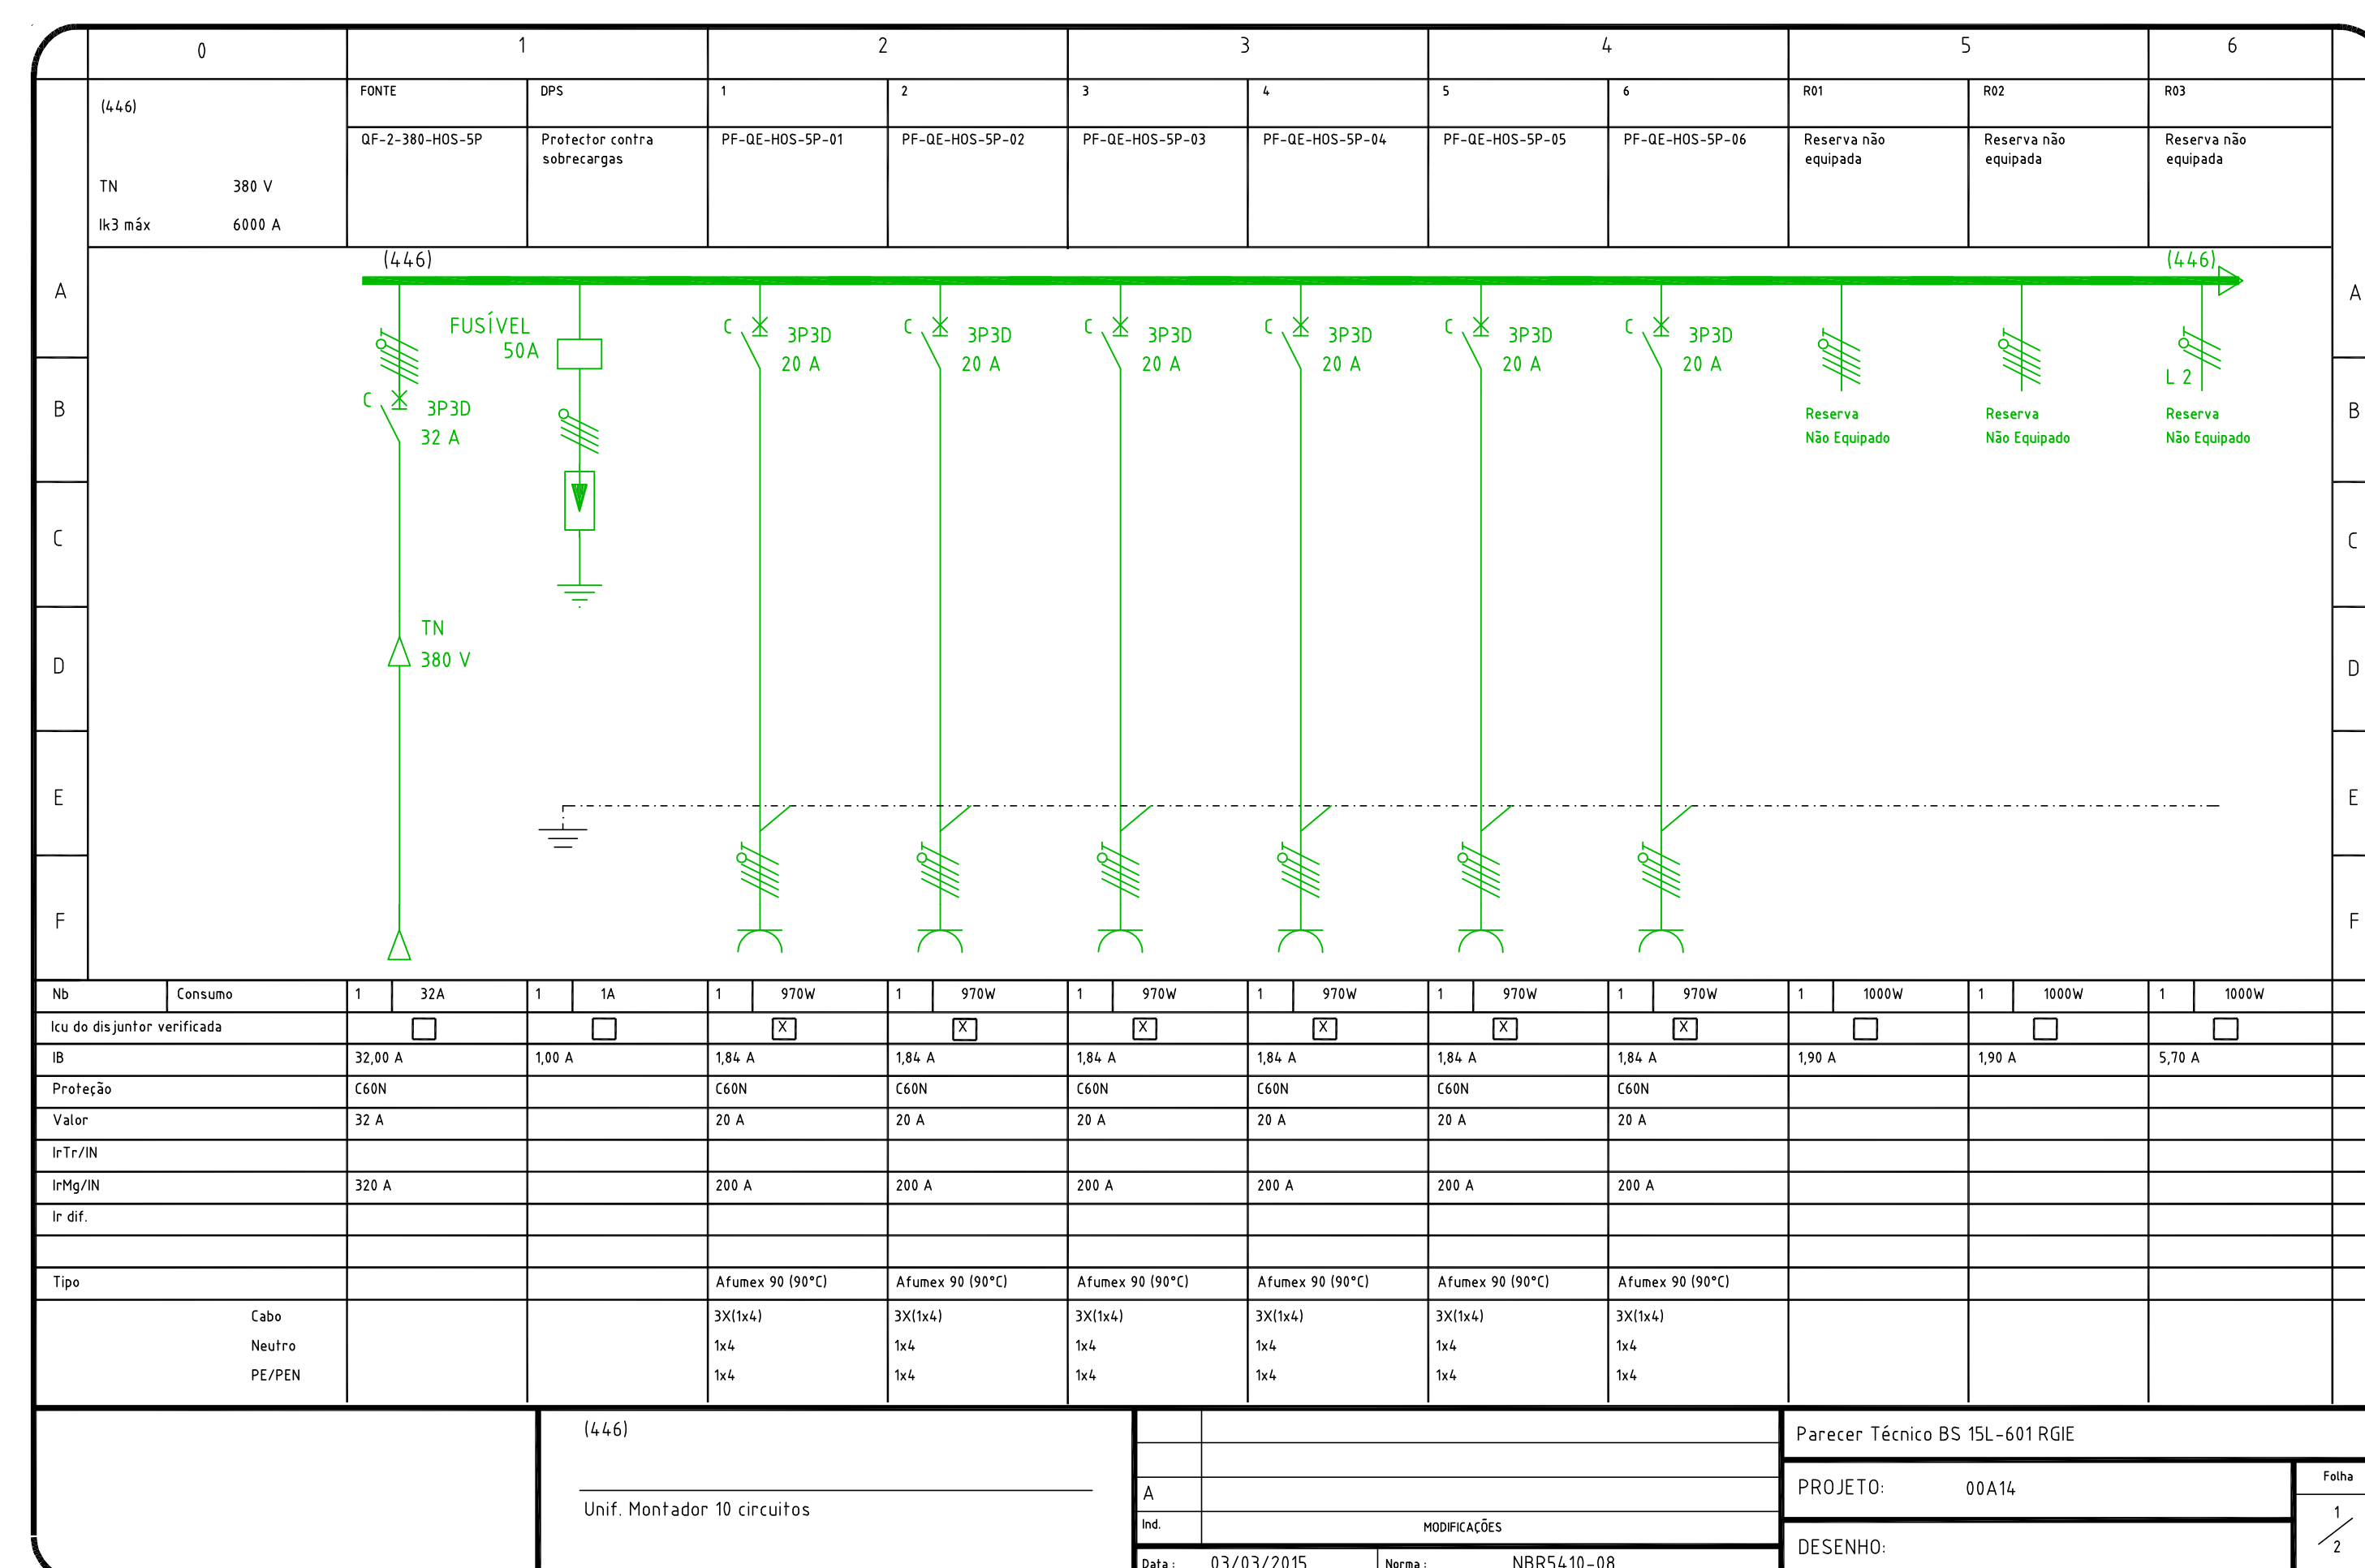 0 1 2 3 4 5 6
(446) FONTE DPS 1 2 3 4 5 6 R01 R02 R03
QF-2-380-HOS-5P Protector contra PF-QE-HOS-5P-01 PF-QE-HOS-5P-02 PF-QE-HOS-5P-03 PF-QE-HOS-5P-04 PF-QE-HOS-5P-05 PF-QE-HOS-5P-06 Reserva não Reserva não Reserva não
sobrecargas equipada equipada equipada
TN 380 V
Ik3 máx 6000 A
(446) (446)
A A
FUSÍVEL C 3P3D C 3P3D C 3P3D C 3P3D C 3P3D C 3P3D
50A 20 A 20 A 20 A 20 A 20 A 20 A
L 2
B C 3P3D Reserva Reserva Reserva B
32 A Não Equipado Não Equipado Não Equipado
C C
TN
D 380 V D
E E
F F
Nb Consumo 1 32A 1 1A 1 970W 1 970W 1 970W 1 970W 1 970W 1 970W 1 1000W 1 1000W 1 1000W
Icu do disjuntor verificada X X X X X X
IB 32,00 A 1,00 A 1,84 A 1,84 A 1,84 A 1,84 A 1,84 A 1,84 A 1,90 A 1,90 A 5,70 A
Proteção C60N C60N C60N C60N C60N C60N C60N
Valor 32 A 20 A 20 A 20 A 20 A 20 A 20 A
IrTr/IN
IrMg/IN 320 A 200 A 200 A 200 A 200 A 200 A 200 A
Ir dif.
Tipo Afumex 90 (90°C) Afumex 90 (90°C) Afumex 90 (90°C) Afumex 90 (90°C) Afumex 90 (90°C) Afumex 90 (90°C)
Cabo 3X(1x4) 3X(1x4) 3X(1x4) 3X(1x4) 3X(1x4) 3X(1x4)
Neutro 1x4 1x4 1x4 1x4 1x4 1x4
PE/PEN 1x4 1x4 1x4 1x4 1x4 1x4
(446)
Unif. Montador 10 circuitos
A
Ind. MODIFICAÇÕES
Data : 03/03/2015 Norma : NBR5410-08
Parecer Técnico BS 15L-601 RGIE
PROJETO: 00A14
DESENHO:
Folha
1
/
2